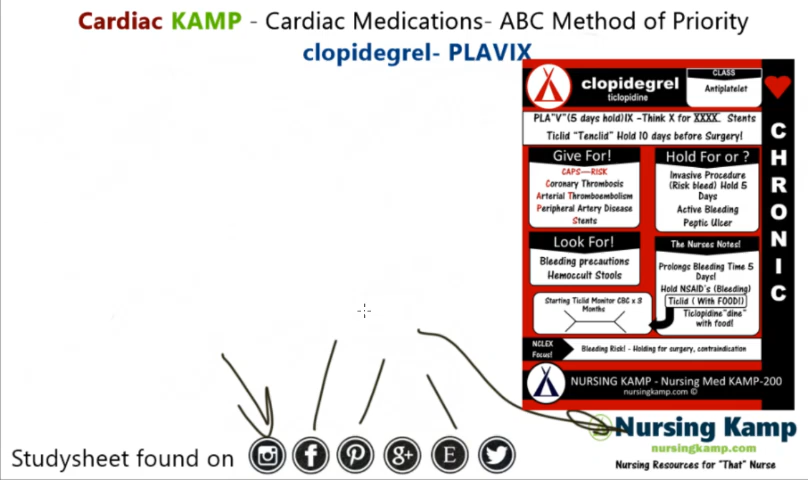 Cardiac KAMP - Cardiac Medications- ABC Method of Priority
clopidegrel- PLAVIX
clopidegrel
ticlopidine
CLASS
Antiplatelet
PLA"V"(5 days hold)IX -Think X for XXXX Stents
Ticlid "Tenclid" Hold 10 days before Surgery!
Give For!
CAPS—RISK
Coronary Thrombosis
Arterial Thromboembolism
Peripheral Artery Disease
Stents
Hold For or ?
Invasive Procedure
(Risk bleed) Hold 5
Days
Active Bleeding
Peptic Ulcer
Look For!
Bleeding precautions
Hemoccult Stools
The Nurses Notes!
Prolongs Bleeding Time 5
Days!
Hold NSAID's (Bleeding)
Ticlid ( With FOOD!)
Ticlopidine"dine"
with food!
Starting Ticlid Monitor CBC x 3
Months
NCLEX
Focus!
Bleeding Risk! - Holding for surgery, contraindication
NURSING KAMP - Nursing Med KAMP-200
nursingkamp.com ©
CHRONIC
Studysheet found on
f
g+
E
Nursing Kamp
nursingkamp.com
Nursing Resources for "That" Nurse